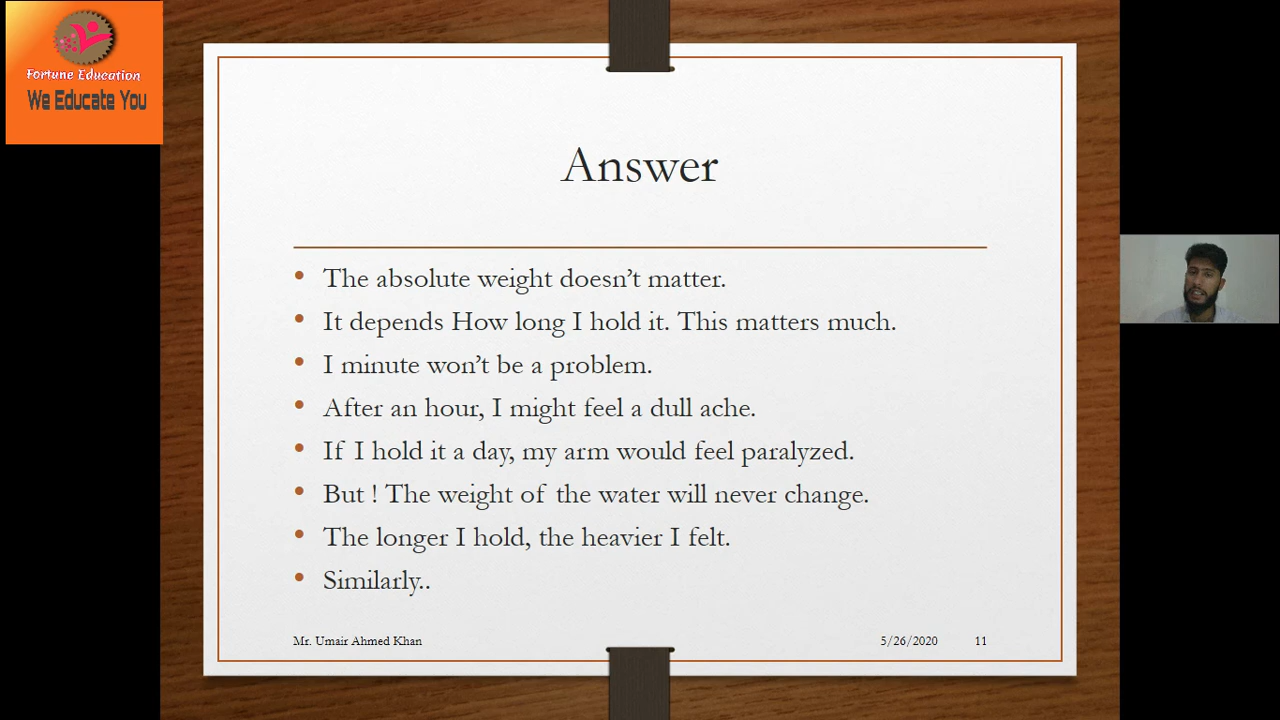 Fortune Education
We Educate You
Answer
• The absolute weight doesn’t matter.
• It depends How long I hold it. This matters much.
• I minute won’t be a problem.
• After an hour, I might feel a dull ache.
• If I hold it a day, my arm would feel paralyzed.
• But ! The weight of the water will never change.
• The longer I hold, the heavier I felt.
• Similarly..
Mr. Umair Ahmed Khan 5/26/2020 11